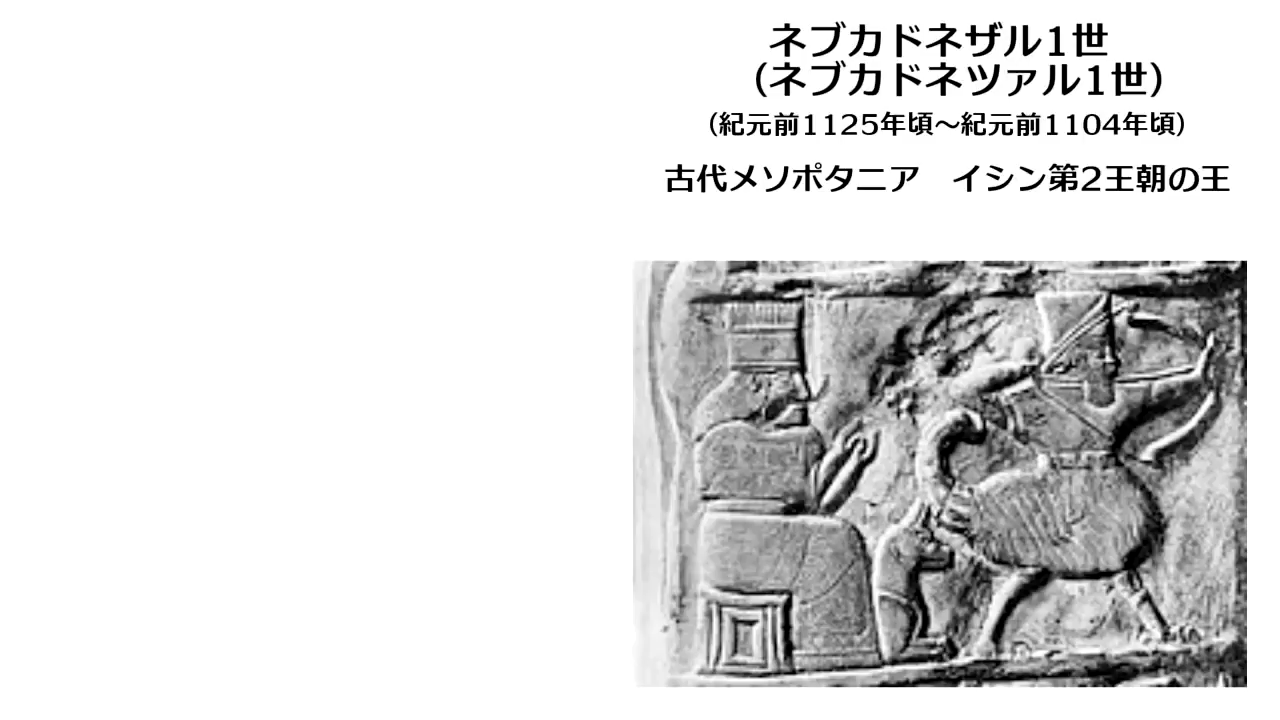 ネブカドネザル1世
(ネブカドネツァル1世)
(紀元前1125年頃～紀元前1104年頃)
古代メソポタニア　イシン第2王朝の王